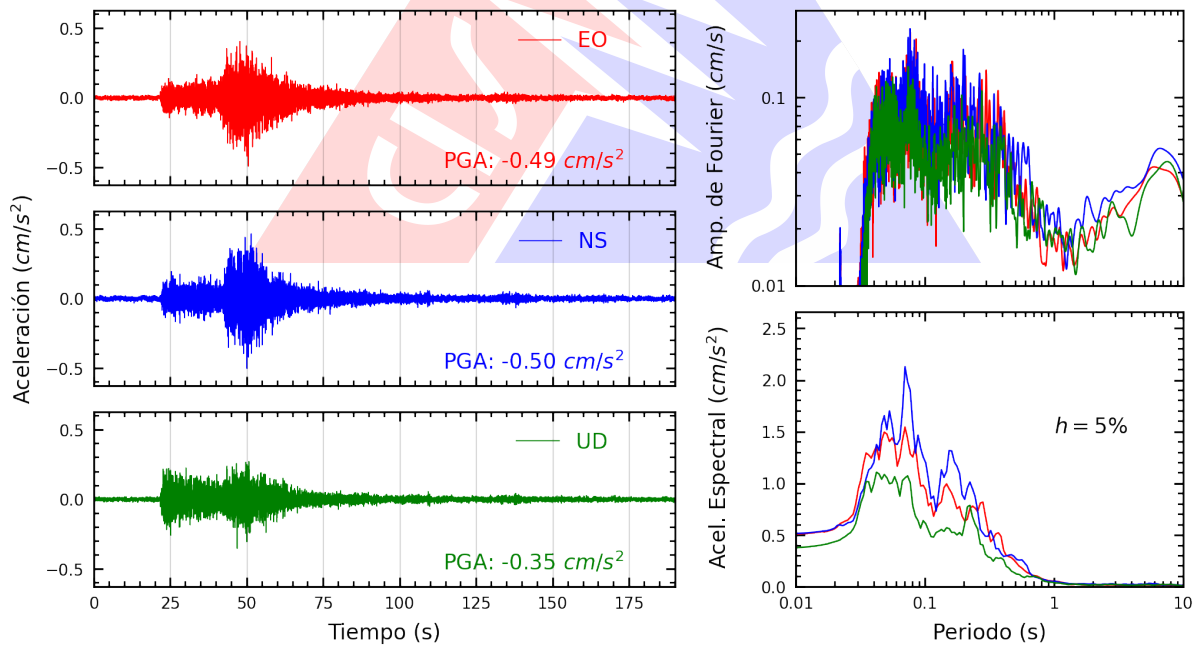 Aceleración (cm/s²)
0.5
0.0
−0.5
EO
PGA: -0.49 cm/s²
0.5
0.0
−0.5
NS
PGA: -0.50 cm/s²
0.5
0.0
−0.5
UD
PGA: -0.35 cm/s²
0 25 50 75 100 125 150 175
Tiempo (s)
Amp. de Fourier (cm/s)
0.1
0.01
Acel. Espectral (cm/s²)
2.5
2.0
1.5
1.0
0.5
0.0
h = 5%
0.01 0.1 1 10
Periodo (s)